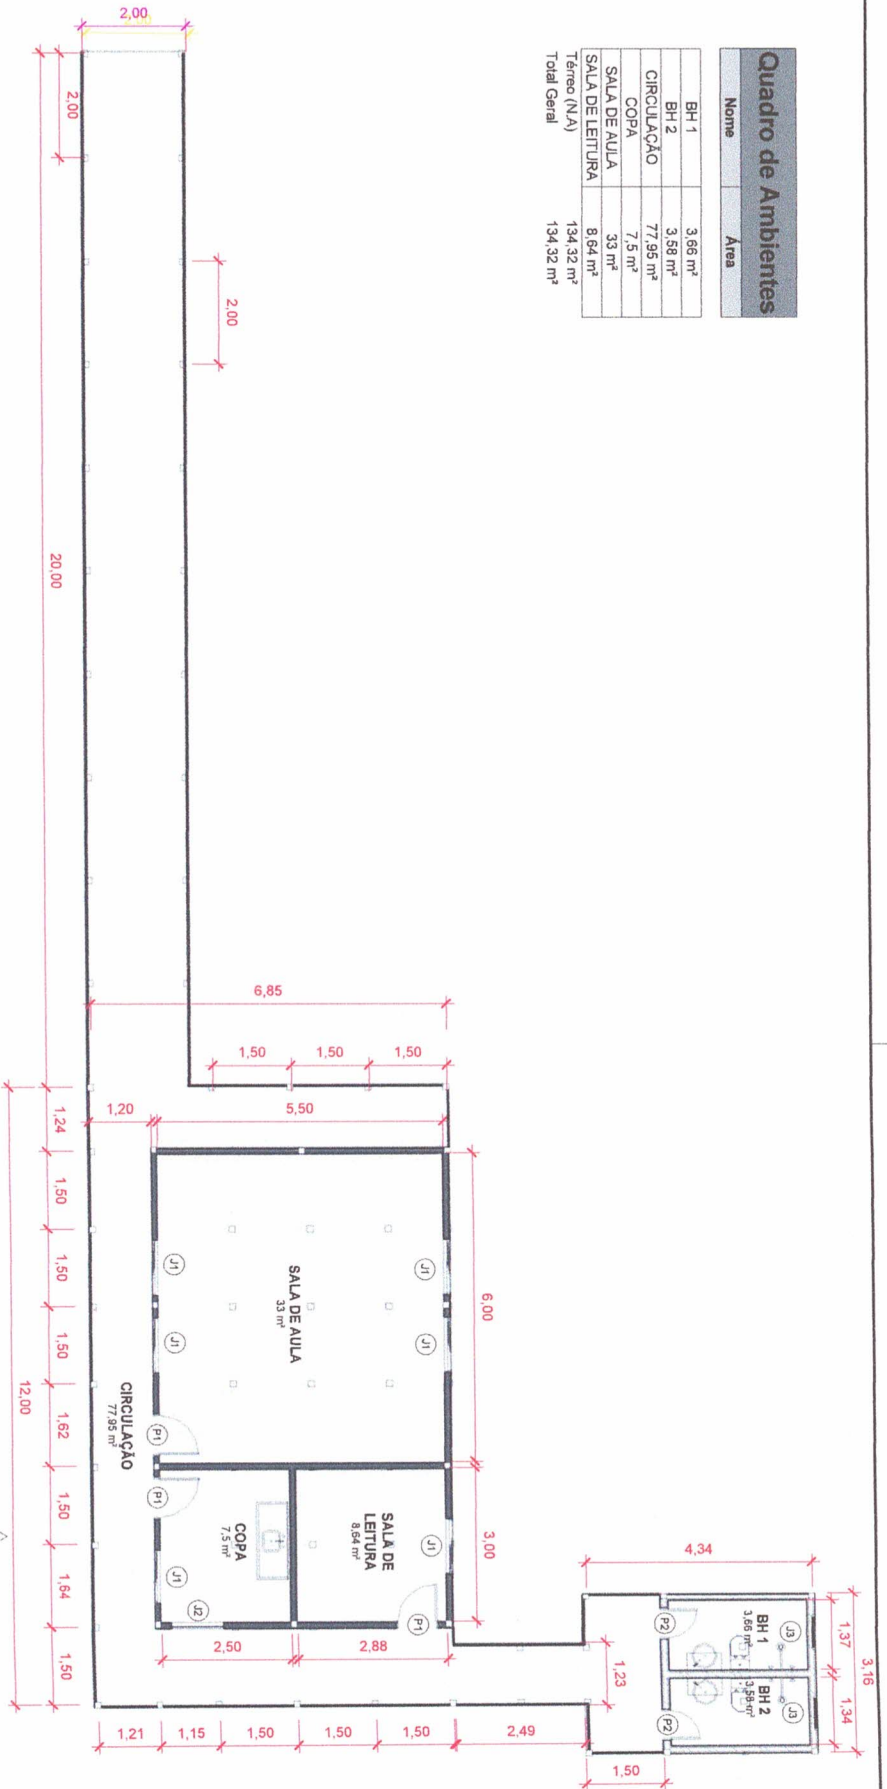 Quadro de Ambientes
Nome Área
BH 1 3,66 m²
BH 2 3,58 m²
CIRCULAÇÃO 77,95 m²
COPA 7,5 m²
SALA DE AULA 33 m²
SALA DE LEITURA 8,64 m²
Térreo (N.A) 134,32 m²
Total Geral 134,32 m²
2,00
2,00
2,00
2,00
20,00
6,85
1,50
1,50
1,50
1,20
5,50
1,24
1,50
1,50
1,50
1,62
1,50
1,64
1,50
12,00
6,00
3,00
SALA DE AULA
33 m²
J1
J1
J1
J1
P1
CIRCULAÇÃO
77,95 m²
P1
COPA
7,5 m²
J1
J2
SALA DE
LEITURA
8,64 m²
J1
P1
2,50
2,88
4,34
BH 1
3,66 m²
J3
P2
BH 2
3,58 m²
J3
P2
1,37
3,16
1,34
1,23
1,21
1,15
1,50
1,50
1,50
2,49
1,50